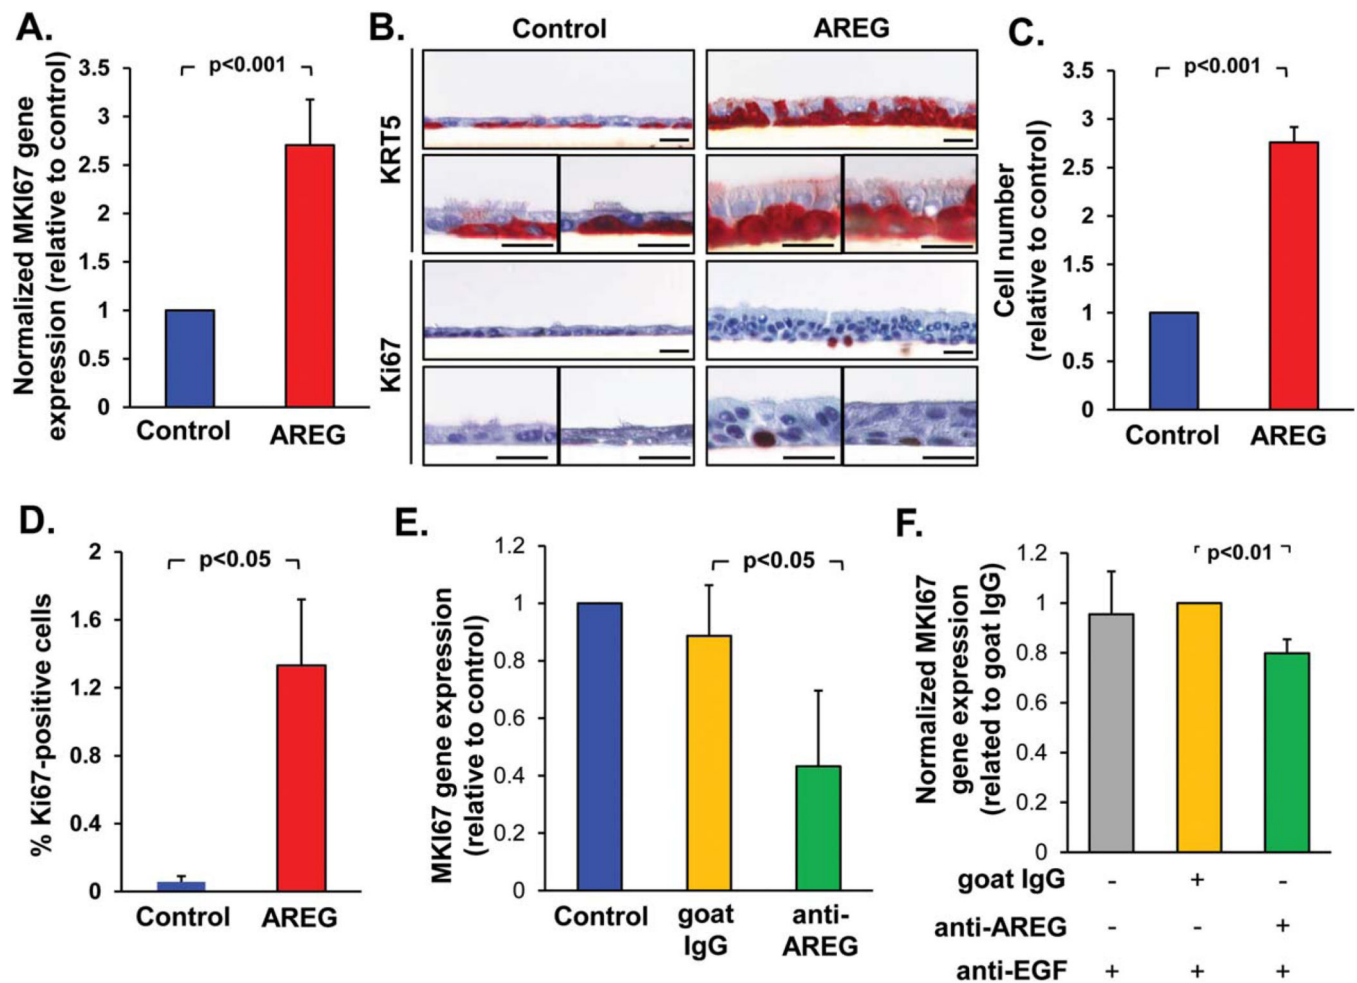 A.
Normalized MKI67 gene
expression (relative to control)
3.5
3
2.5
2
1.5
1
0.5
0
p<0.001
Control
AREG
B.
Control
AREG
KRT5
Ki67
C.
Cell number
(relative to control)
3.5
3
2.5
2
1.5
1
0.5
0
p<0.001
Control
AREG
D.
% Ki67-positive cells
2
1.6
1.2
0.8
0.4
0
p<0.05
Control
AREG
E.
MKI67 gene expression
(relative to control)
1.2
1
0.8
0.6
0.4
0.2
0
p<0.05
Control
goat
IgG
anti-
AREG
F.
Normalized MKI67
gene expression
(related to goat IgG)
1.2
1
0.8
0.6
0.4
0.2
0
p<0.01
goat IgG - + -
anti-AREG - - +
anti-EGF + + +